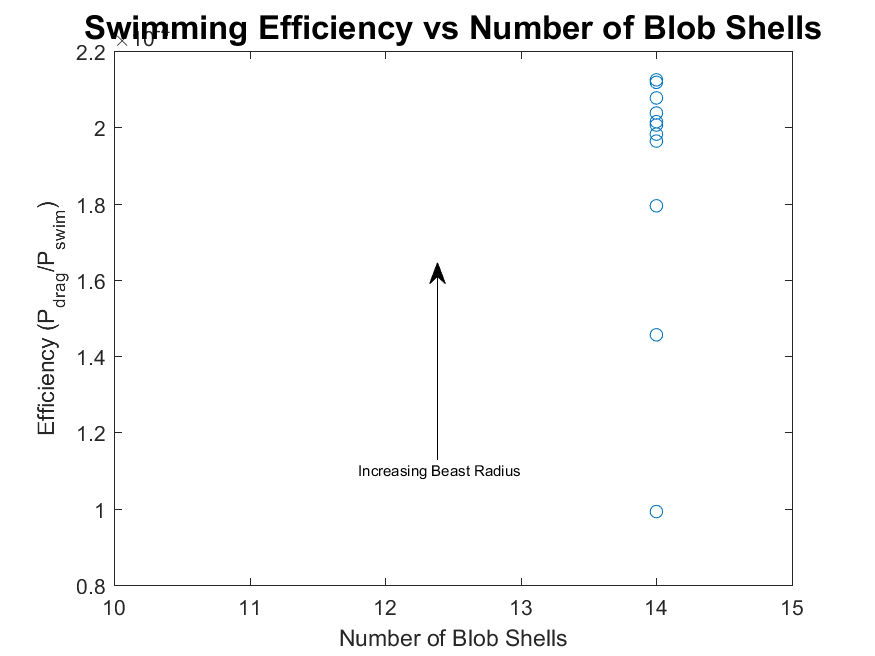 Swimming Efficiency vs Number of Blob Shells
2.2
2
1.8
1.6
1.4
1.2
1
0.8
Efficiency (P_drag/P_swim)
Increasing Beast Radius
10 11 12 13 14 15
Number of Blob Shells